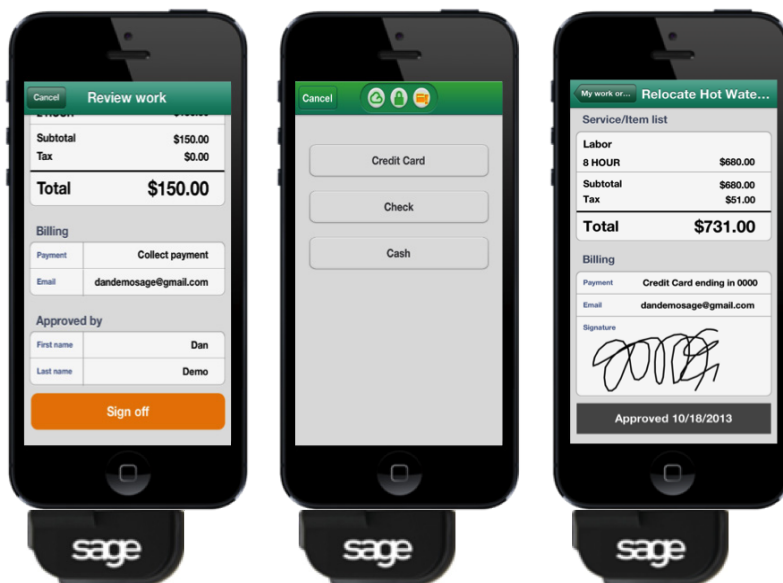 Cancel
Review work
Subtotal $150.00
Tax $0.00
Total $150.00
Billing
Payment Collect payment
Email dandemosage@gmail.com
Approved by
First name Dan
Last name Demo
Sign off
sage
Cancel
Credit Card
Check
Cash
sage
My work or... Relocate Hot Wate...
Service/Item list
Labor
8 HOUR $680.00
Subtotal $680.00
Tax $51.00
Total $731.00
Billing
Payment Credit Card ending in 0000
Email dandemosage@gmail.com
Signature
Approved 10/18/2013
sage